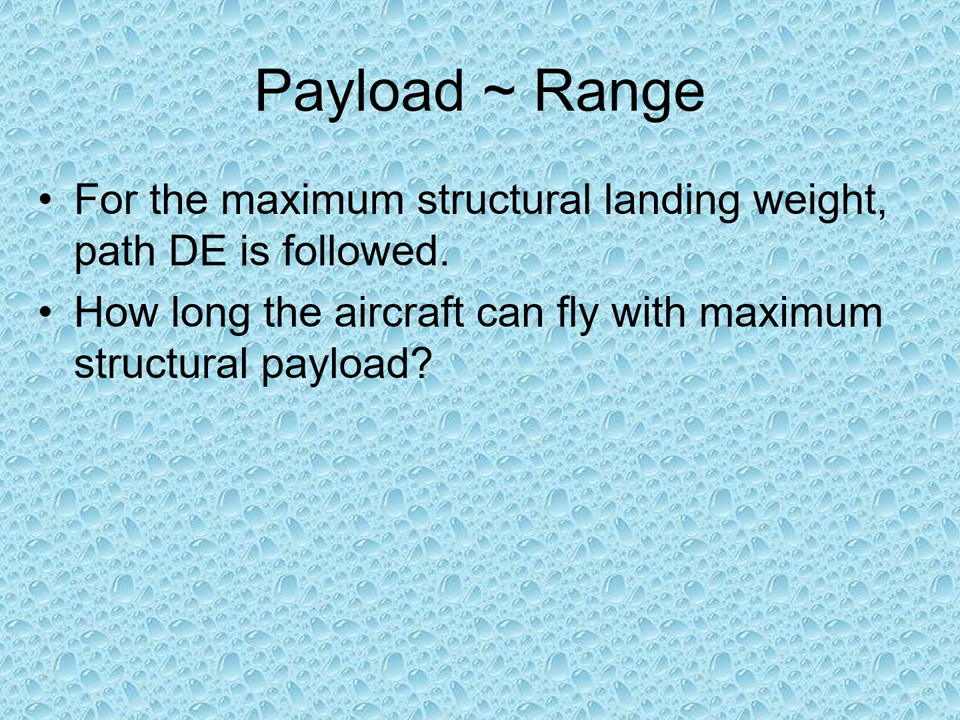 Payload ~ Range
• For the maximum structural landing weight,
path DE is followed.
• How long the aircraft can fly with maximum
structural payload?